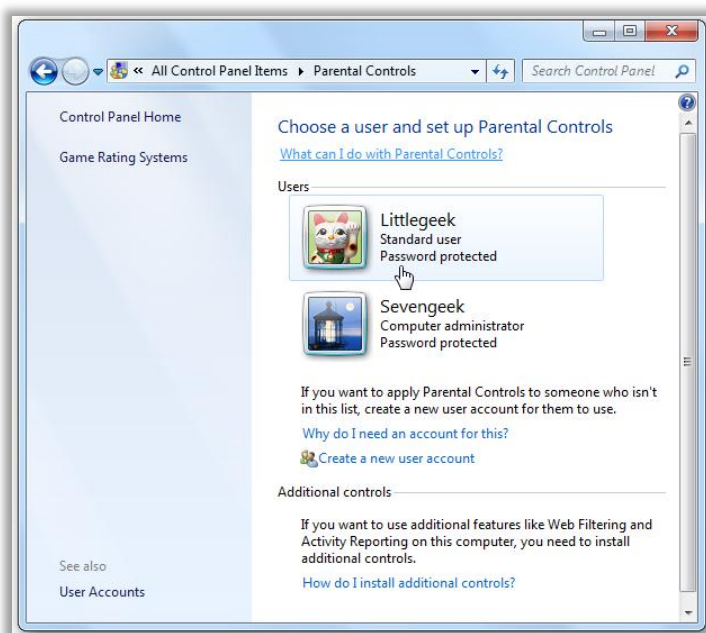 « All Control Panel Items ▸ Parental Controls
Search Control Panel
Control Panel Home
Game Rating Systems
Choose a user and set up Parental Controls
What can I do with Parental Controls?
Users
Littlegeek
Standard user
Password protected
Sevengeek
Computer administrator
Password protected
If you want to apply Parental Controls to someone who isn't
in this list, create a new user account for them to use.
Why do I need an account for this?
Create a new user account
Additional controls
If you want to use additional features like Web Filtering and
Activity Reporting on this computer, you need to install
additional controls.
How do I install additional controls?
See also
User Accounts